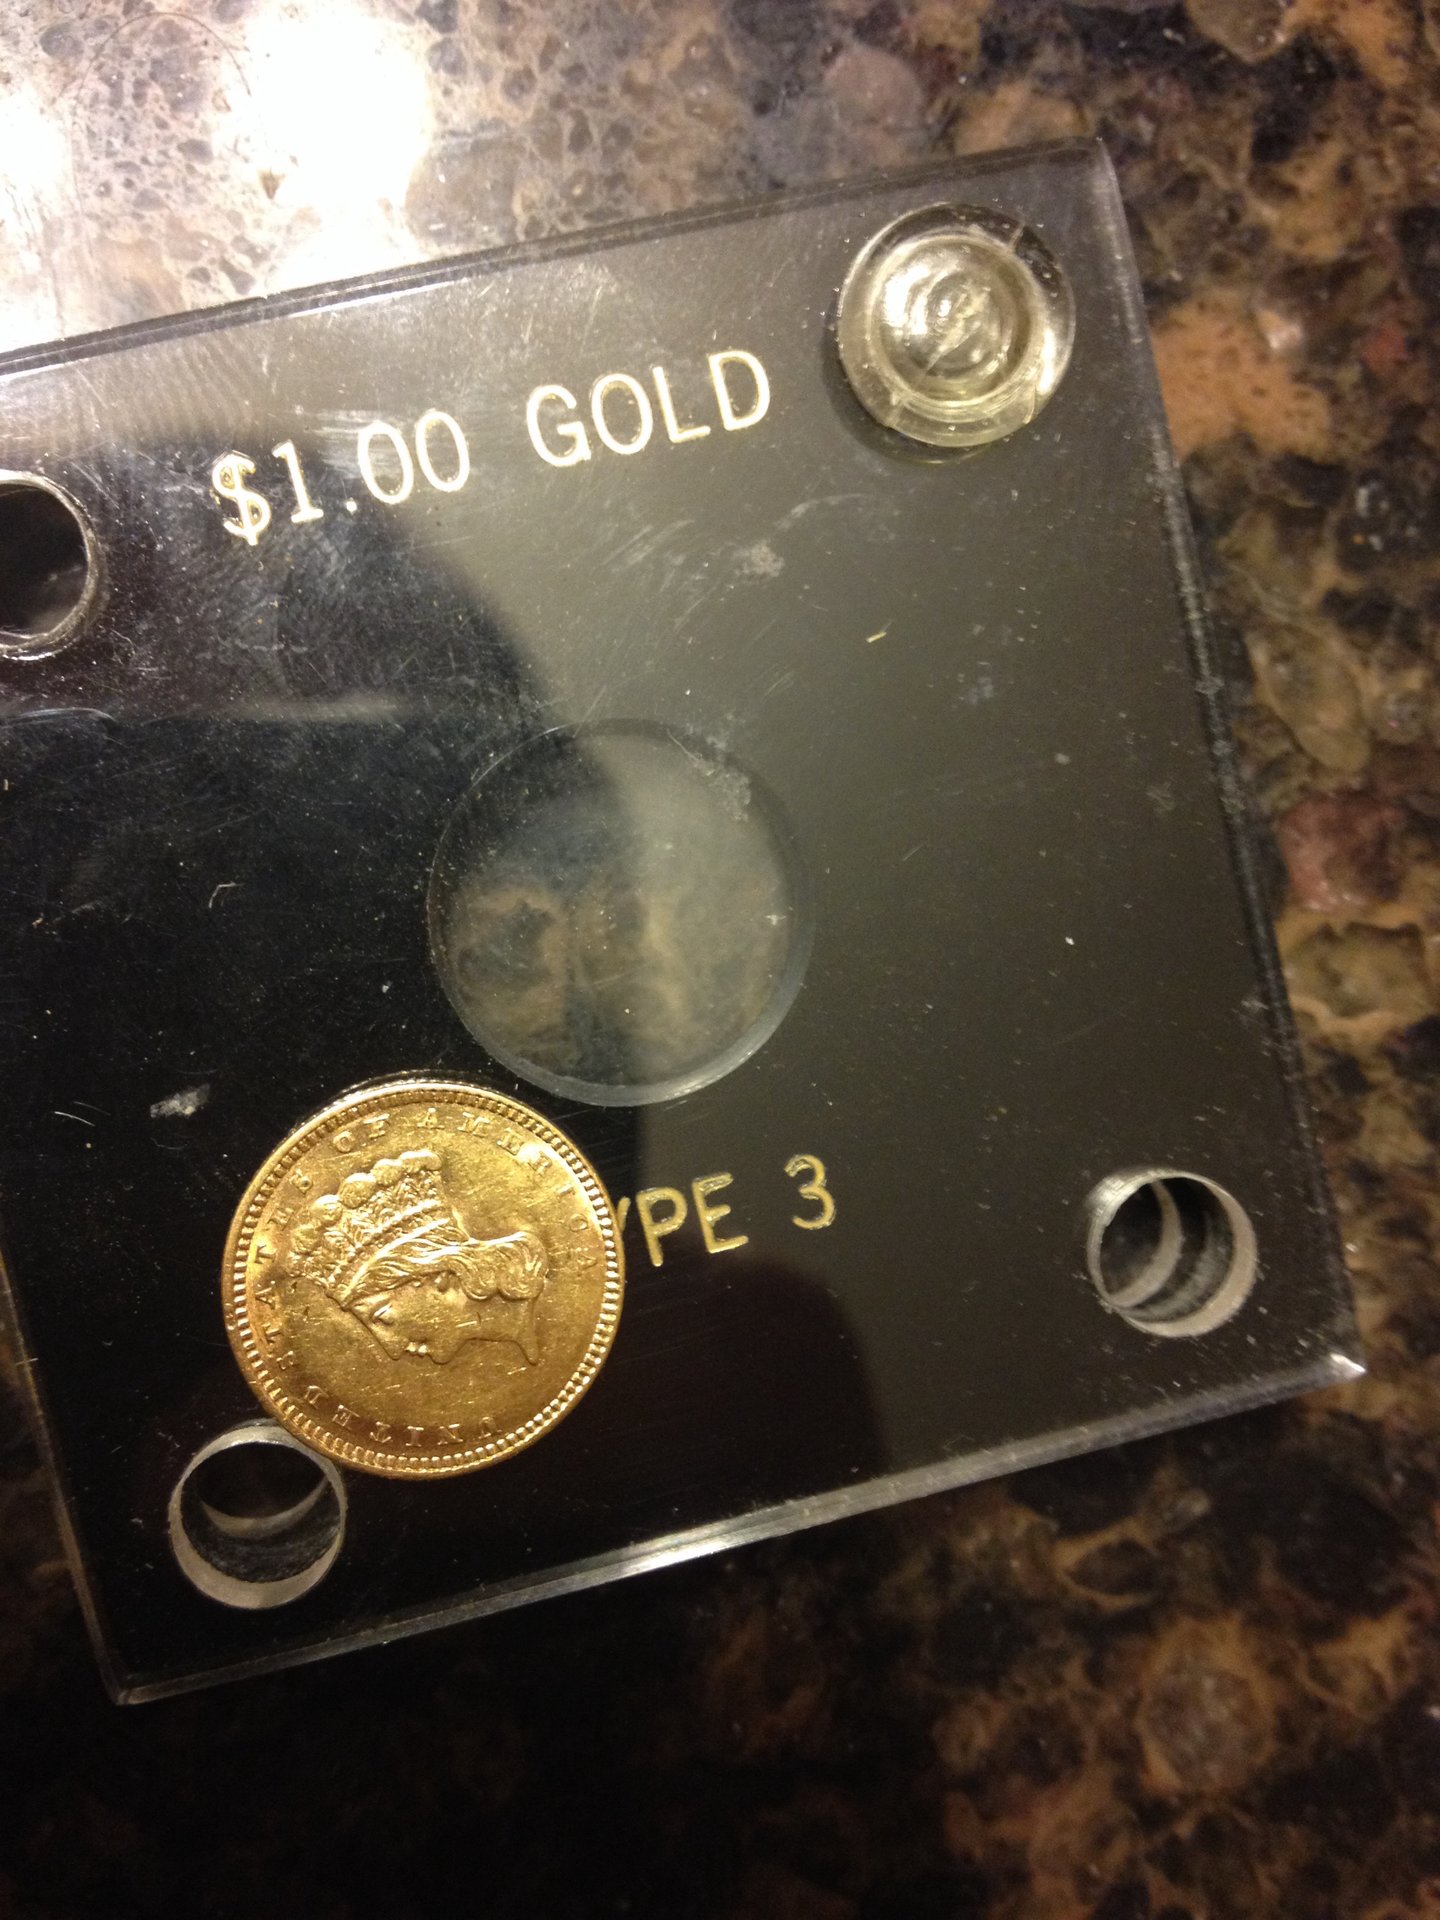 $1.00 GOLD
YPE 3
UNITED STATES OF AMERICA